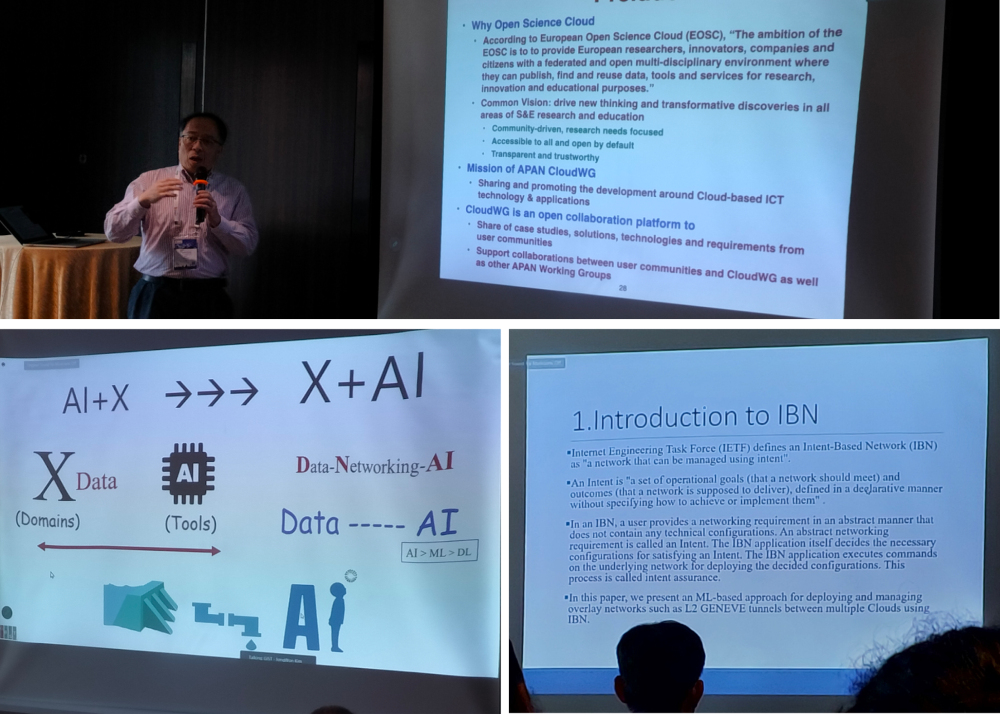 • Why Open Science Cloud
• According to European Open Science Cloud (EOSC), “The ambition of the
EOSC is to to provide European researchers, innovators, companies and
citizens with a federated and open multi-disciplinary environment where
they can publish, find and reuse data, tools and services for research,
innovation and educational purposes.”
• Common Vision: drive new thinking and transformative discoveries in all
areas of S&E research and education
• Community-driven, research needs focused
• Accessible to all and open by default
• Transparent and trustworthy
• Mission of APAN CloudWG
• Sharing and promoting the development around Cloud-based ICT
technology & applications
• CloudWG is an open collaboration platform to
• Share of case studies, solutions, technologies and requirements from
user communities
• Support collaborations between user communities and CloudWG as well
as other APAN Working Groups
28
AI+X →→→ X+AI
X Data
(Domains)
AI
(Tools)
Data-Networking-AI
Data ----- AI
AI > ML > DL
Ai
1.Introduction to IBN
▪Internet Engineering Task Force (IETF) defines an Intent-Based Network (IBN)
as "a network that can be managed using intent".
▪An Intent is "a set of operational goals (that a network should meet) and
outcomes (that a network is supposed to deliver), defined in a declarative manner
without specifying how to achieve or implement them" .
▪In an IBN, a user provides a networking requirement in an abstract manner that
does not contain any technical configurations. An abstract networking
requirement is called an Intent. The IBN application itself decides the necessary
configurations for satisfying an Intent. The IBN application executes commands
on the underlying network for deploying the decided configurations. This
process is called intent assurance.
▪In this paper, we present an ML-based approach for deploying and managing
overlay networks such as L2 GENEVE tunnels between multiple Clouds using
IBN.